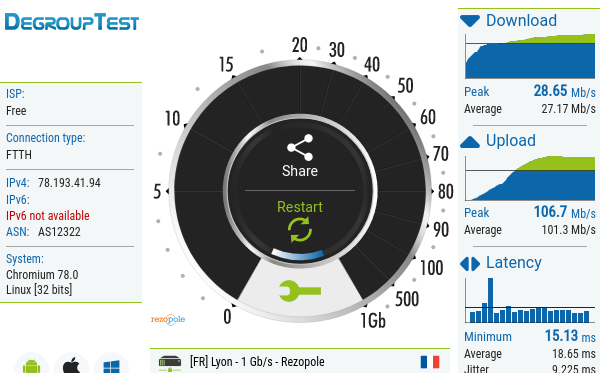 DEGROUPTEST
ISP:
Free
Connection type:
FTTH
IPv4: 78.193.41.94
IPv6:
IPv6 not available
ASN: AS12322
System:
Chromium 78.0
Linux [32 bits]
0
5
10
15
20
30
40
50
60
70
80
90
100
500
1Gb
Share
Restart
rezopole
[FR] Lyon - 1 Gb/s - Rezopole
Download
Peak 28.65 Mb/s
Average 27.17 Mb/s
Upload
Peak 106.7 Mb/s
Average 101.3 Mb/s
Latency
Minimum 15.13 ms
Average 18.65 ms
Jitter 9.225 ms